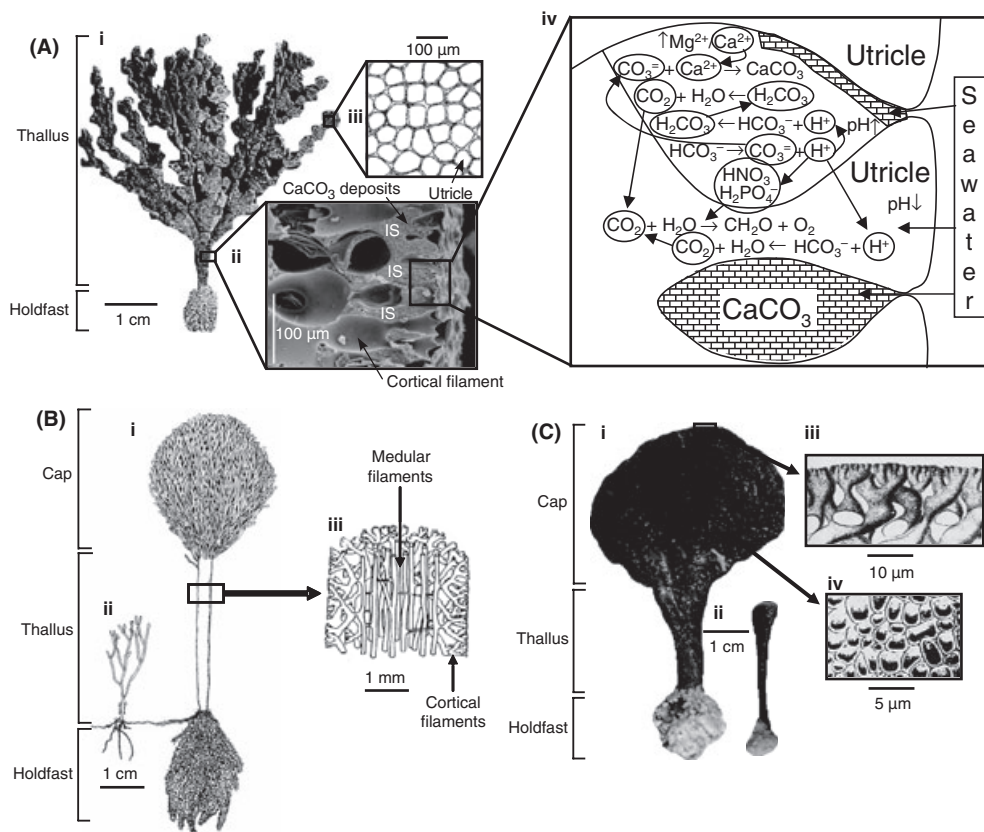 (A)
i
Thallus
Holdfast
1 cm
ii
100 µm
iii
CaCO3 deposits
Utricle
IS
IS
IS
100 µm
Cortical filament
iv
↑Mg2+/Ca2+
CO3= + Ca2+ → CaCO3
CO2 + H2O ← H2CO3
H2CO3 ← HCO3− + H+
pH↑
HCO3− → CO3= + H+
HNO3
H2PO4−
CO2 + H2O → CH2O + O2
CO2 + H2O ← HCO3− + H+
Utricle
Utricle
pH↓
CaCO3
Seawater
(B)
i
Cap
Thallus
Holdfast
ii
1 cm
Medular
filaments
iii
1 mm
Cortical
filaments
(C)
i
Cap
Thallus
Holdfast
ii
1 cm
iii
10 µm
iv
5 µm